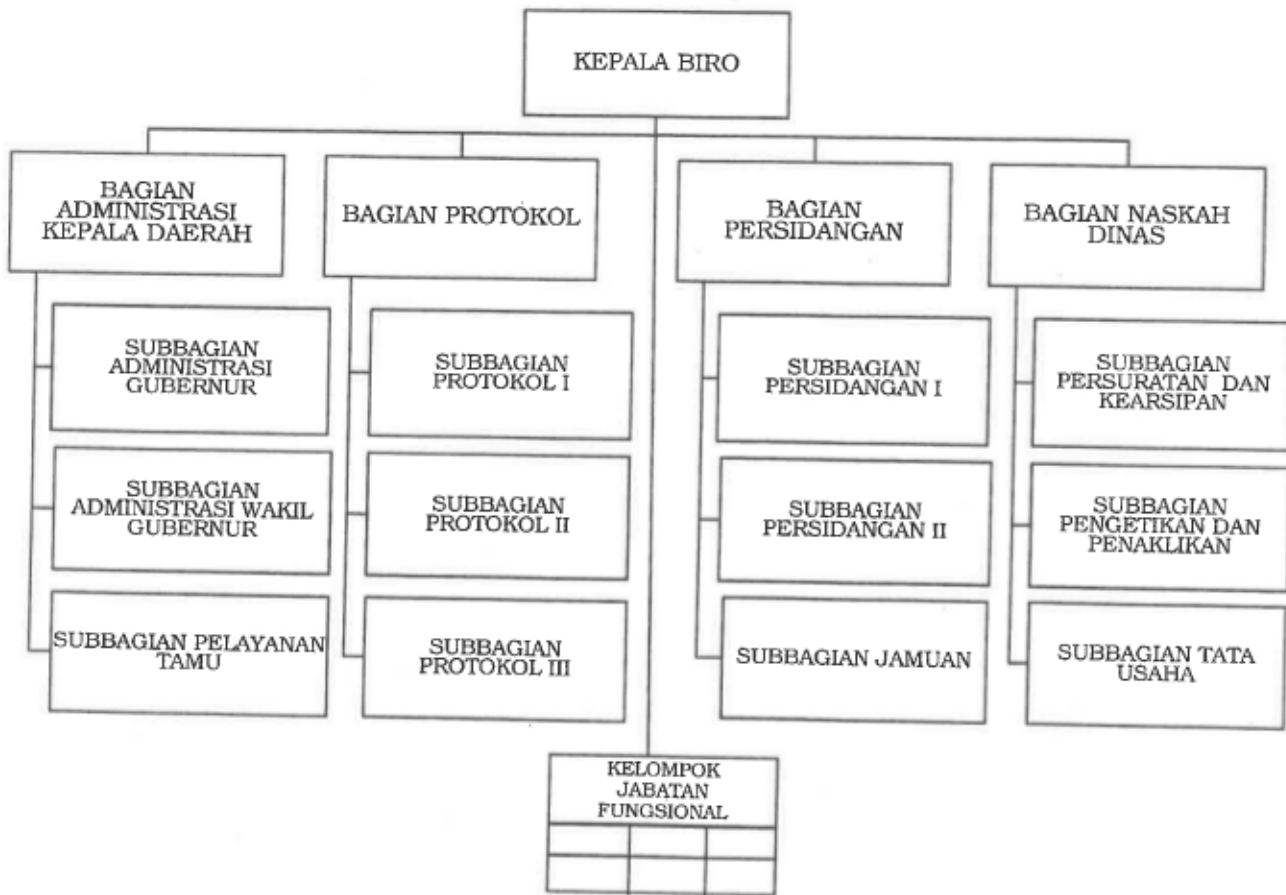 KEPALA BIRO
BAGIAN
ADMINISTRASI
KEPALA DAERAH
BAGIAN PROTOKOL
BAGIAN
PERSIDANGAN
BAGIAN NASKAH
DINAS
SUBBAGIAN
ADMINISTRASI
GUBERNUR
SUBBAGIAN
PROTOKOL I
SUBBAGIAN
PERSIDANGAN I
SUBBAGIAN
PERSURATAN DAN
KEARSIPAN
SUBBAGIAN
ADMINISTRASI WAKIL
GUBERNUR
SUBBAGIAN
PROTOKOL II
SUBBAGIAN
PERSIDANGAN II
SUBBAGIAN
PENGETIKAN DAN
PENAKLIKAN
SUBBAGIAN PELAYANAN
TAMU
SUBBAGIAN
PROTOKOL III
SUBBAGIAN JAMUAN
SUBBAGIAN TATA
USAHA
KELOMPOK
JABATAN
FUNGSIONAL